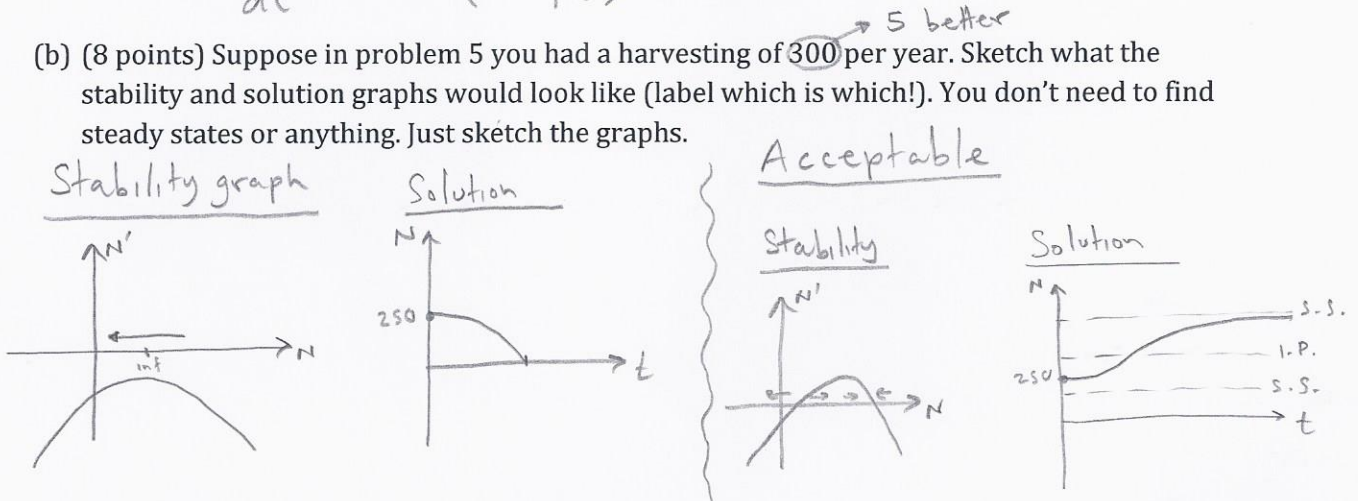 5 better
(b) (8 points) Suppose in problem 5 you had a harvesting of 300 per year. Sketch what the
stability and solution graphs would look like (label which is which!). You don't need to find
steady states or anything. Just sketch the graphs.
Acceptable
Stability graph
Solution
N'
N
int
N
250
t
Stability
Solution
N'
N
N
S.S.
I.P.
250
S.S.
t